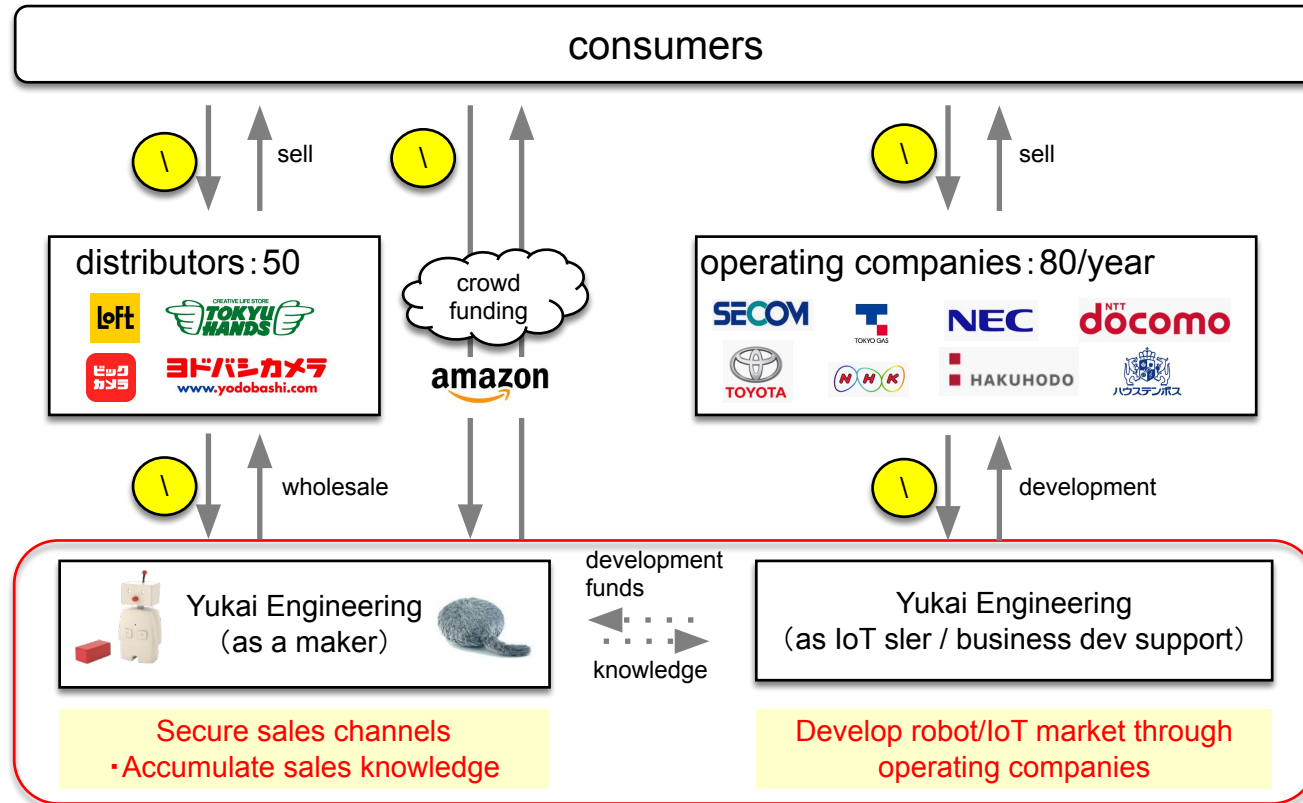 consumers
\
sell
\
\
sell
distributors：50
LoFt
CREATIVE LIFE STORE
TOKYU
HANDS
ビック
カメラ
ヨドバシカメラ
www.yodobashi.com
crowd
funding
amazon
operating companies：80/year
SECOM
TOKYO GAS
NEC
NTT
docomo
TOYOTA
NHK
HAKUHODO
ハウステンボス
\
wholesale
\
development
Yukai Engineering
（as a maker）
development
funds
knowledge
Yukai Engineering
（as IoT sler / business dev support）
Secure sales channels
・Accumulate sales knowledge
Develop robot/IoT market through
operating companies